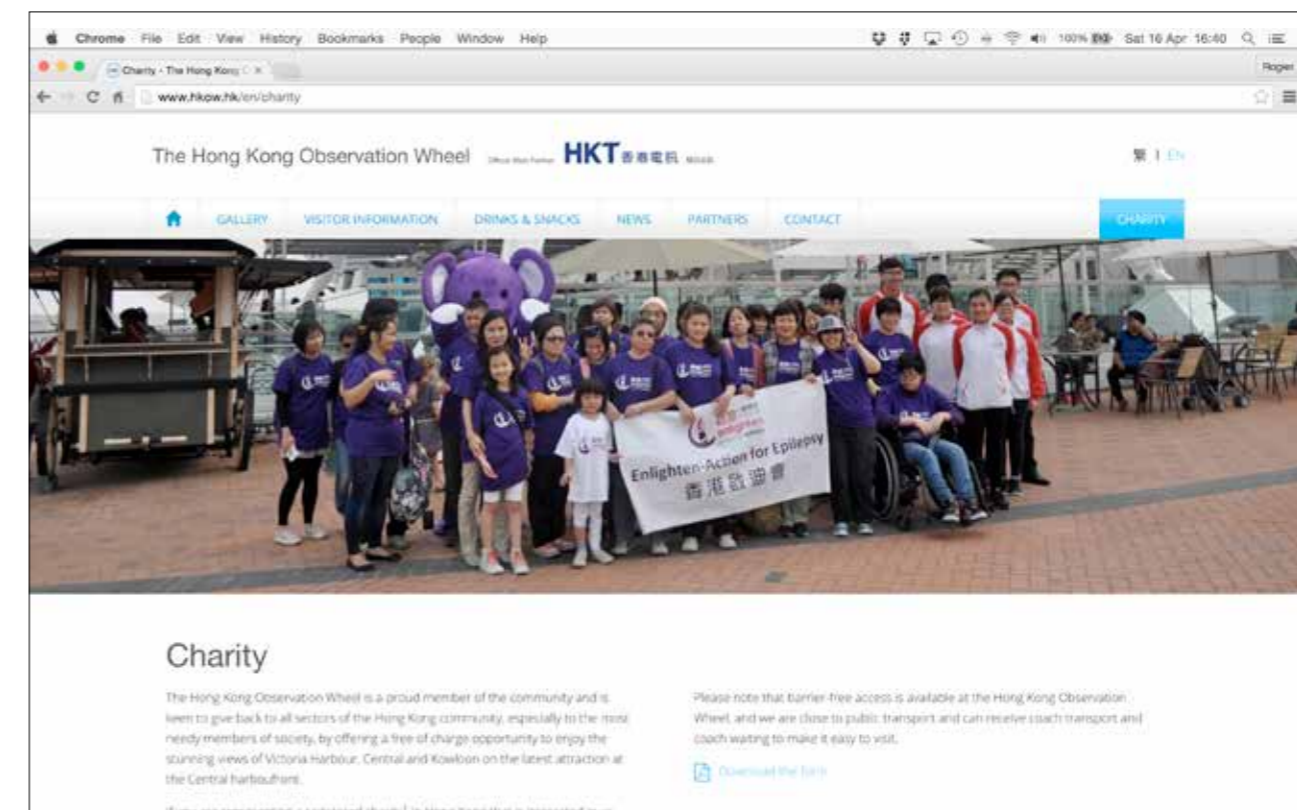 Chrome File Edit View History Bookmarks People Window Help 100% Sat 16 Apr 16:40
Charity - The Hong Kong Roger
www.hkow.hk/en/charity
The Hong Kong Observation Wheel HKT 香港電訊 繁 | EN
GALLERY VISITOR INFORMATION DRINKS & SNACKS NEWS PARTNERS CONTACT CHARITY
enlighten
Enlighten-Action for Epilepsy
香港啟迪會
Charity
The Hong Kong Observation Wheel is a proud member of the community and is
keen to give back to all sectors of the Hong Kong community, especially to the most
needy members of society, by offering a free of charge opportunity to enjoy the
stunning views of Victoria Harbour, Central and Kowloon on the latest attraction at
the Central harbourfront.
Please note that barrier-free access is available at the Hong Kong Observation
Wheel, and we are close to public transport and can receive coach transport and
coach waiting to make it easy to visit.
Download the form